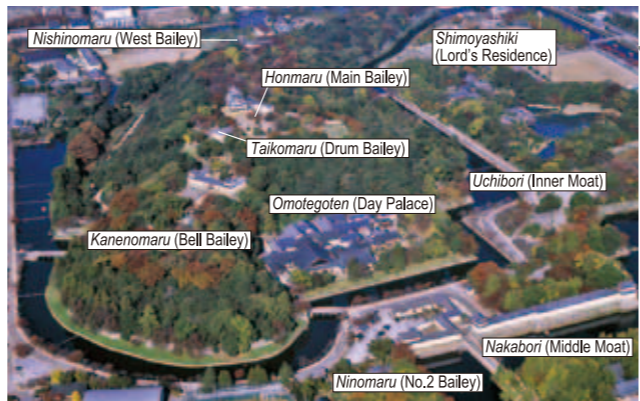 Nishinomaru (West Bailey)
Shimoyashiki
(Lord's Residence)
Honmaru (Main Bailey)
Taikomaru (Drum Bailey)
Uchibori (Inner Moat)
Omotegoten (Day Palace)
Kanenomaru (Bell Bailey)
Nakabori (Middle Moat)
Ninomaru (No.2 Bailey)